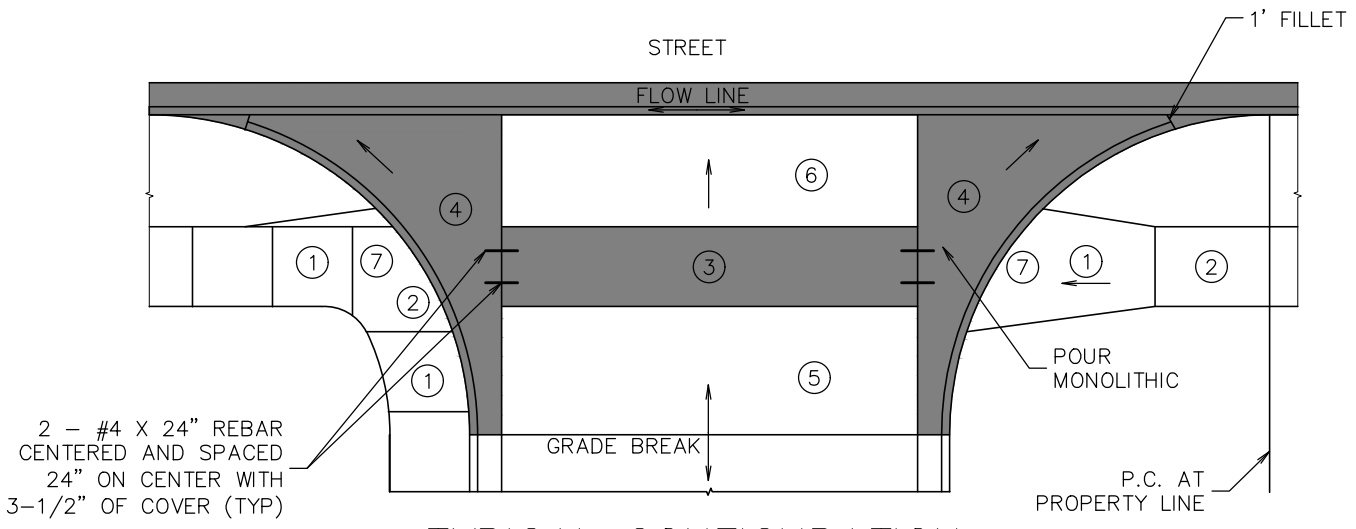 1' FILLET
STREET
FLOW LINE
6
4
4
1
7
3
7
1
2
2
1
5
POUR
MONOLITHIC
2 – #4 X 24" REBAR
CENTERED AND SPACED
24" ON CENTER WITH
3–1/2" OF COVER (TYP)
GRADE BREAK
P.C. AT
PROPERTY LINE